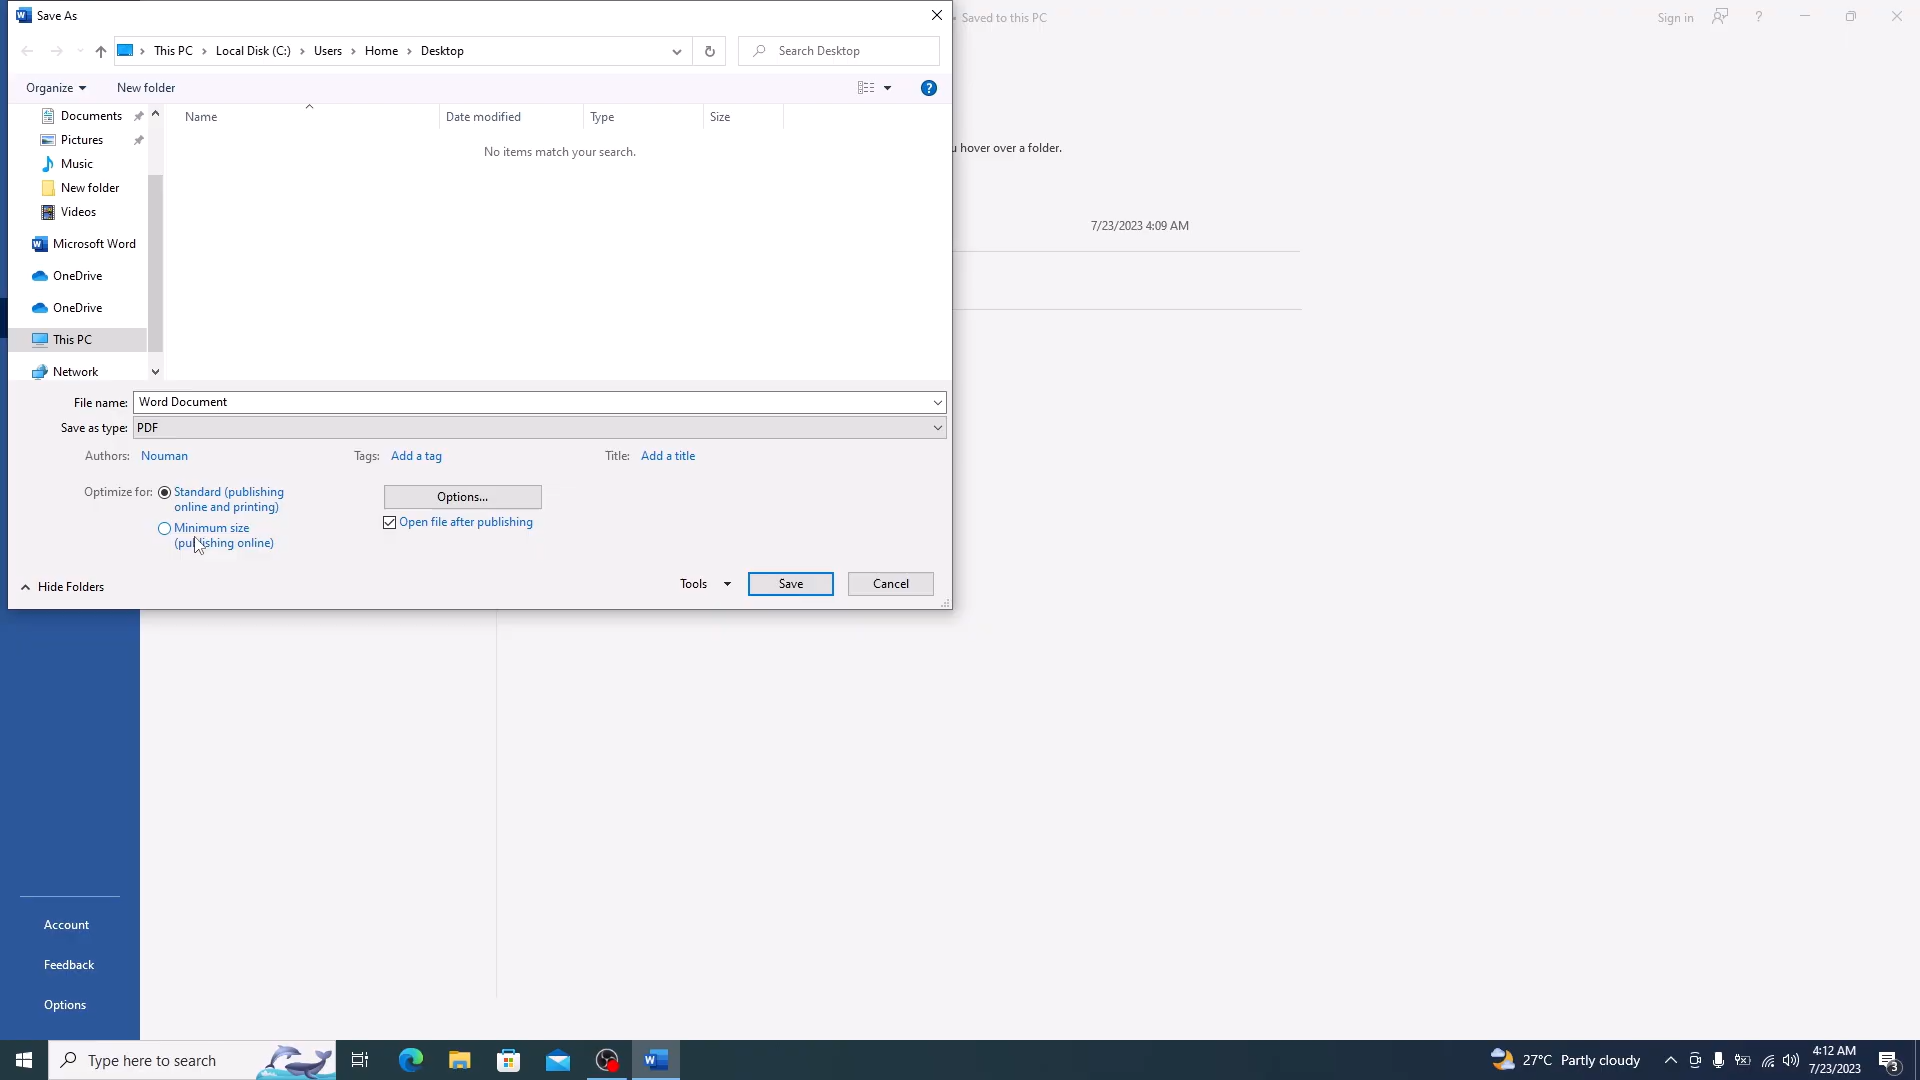 Save As
Saved to this PC
Sign in
This PC
Local Disk (C:)
Users
Home
Desktop
Search Desktop
Organize
New folder
Documents
Pictures
Music
New folder
Videos
Microsoft Word
OneDrive
OneDrive
This PC
Network
Name
Date modified
Type
Size
No items match your search.
u hover over a folder.
7/23/2023 4:09 AM
File name: Word Document
Save as type: PDF
Authors: Nouman
Tags: Add a tag
Title: Add a title
Optimize for:
Standard (publishing
online and printing)
Minimum size
(publishing online)
Options...
Open file after publishing
Hide Folders
Tools
Save
Cancel
Account
Feedback
Options
Type here to search
27°C Partly cloudy
4:12 AM
7/23/2023
3